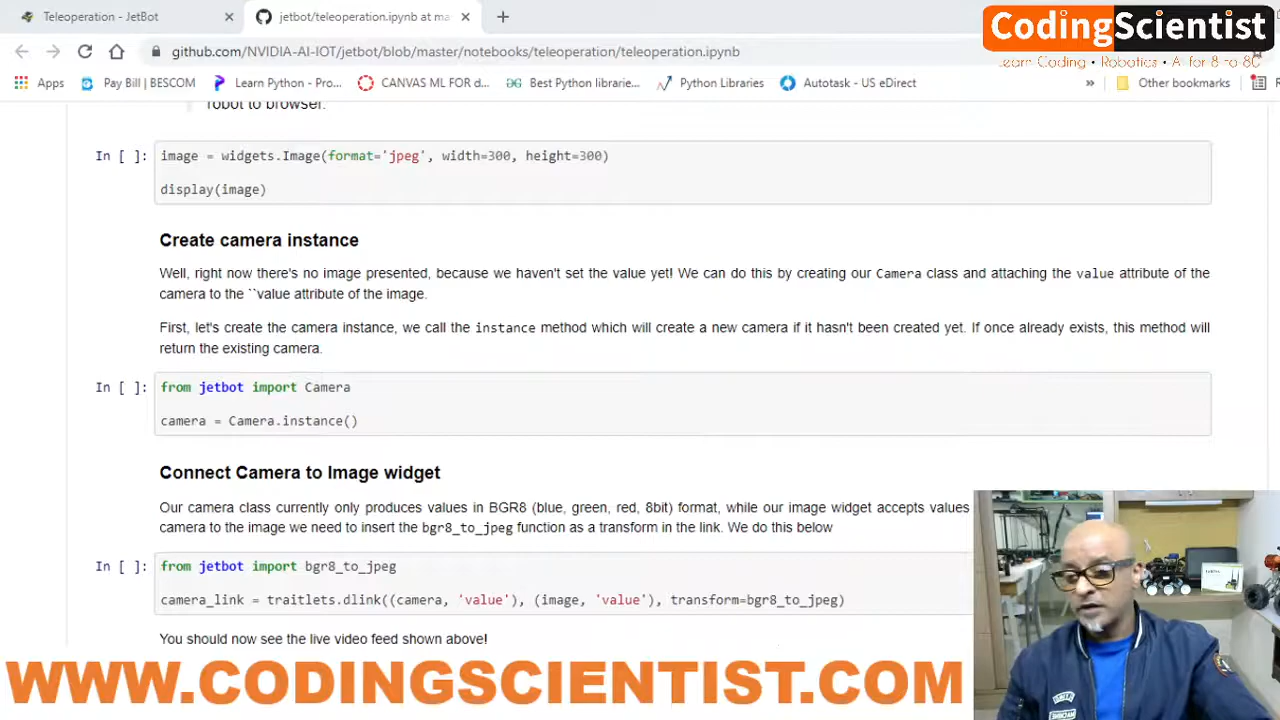 Teleoperation - JetBot
jetbot/teleoperation.ipynb at ma
github.com/NVIDIA-AI-IOT/jetbot/blob/master/notebooks/teleoperation/teleoperation.ipynb
CodingScientist
Learn Coding • Robotics • AI for 8 to 80
Apps Pay Bill | BESCOM Learn Python - Pro... CANVAS ML FOR d... Best Python librarie... Python Libraries Autotask - US eDirect » Other bookmarks
robot to browser.
In [ ]: image = widgets.Image(format='jpeg', width=300, height=300)
display(image)
Create camera instance
Well, right now there's no image presented, because we haven't set the value yet! We can do this by creating our Camera class and attaching the value attribute of the
camera to the ``value attribute of the image.
First, let's create the camera instance, we call the instance method which will create a new camera if it hasn't been created yet. If once already exists, this method will
return the existing camera.
In [ ]: from jetbot import Camera
camera = Camera.instance()
Connect Camera to Image widget
Our camera class currently only produces values in BGR8 (blue, green, red, 8bit) format, while our image widget accepts values
camera to the image we need to insert the bgr8_to_jpeg function as a transform in the link. We do this below
In [ ]: from jetbot import bgr8_to_jpeg
camera_link = traitlets.dlink((camera, 'value'), (image, 'value'), transform=bgr8_to_jpeg)
You should now see the live video feed shown above!
WWW.CODINGSCIENTIST.COM